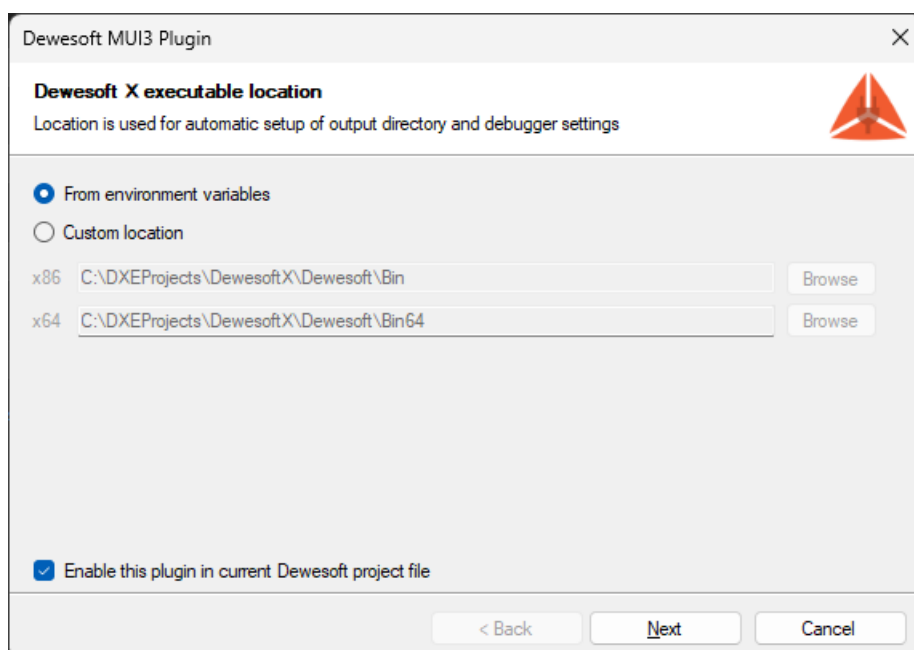 Dewesoft MUI3 Plugin
Dewesoft X executable location
Location is used for automatic setup of output directory and debugger settings
From environment variables
Custom location
x86 C:\DXEProjects\DewesoftX\Dewesoft\Bin Browse
x64 C:\DXEProjects\DewesoftX\Dewesoft\Bin64 Browse
Enable this plugin in current Dewesoft project file
< Back Next Cancel